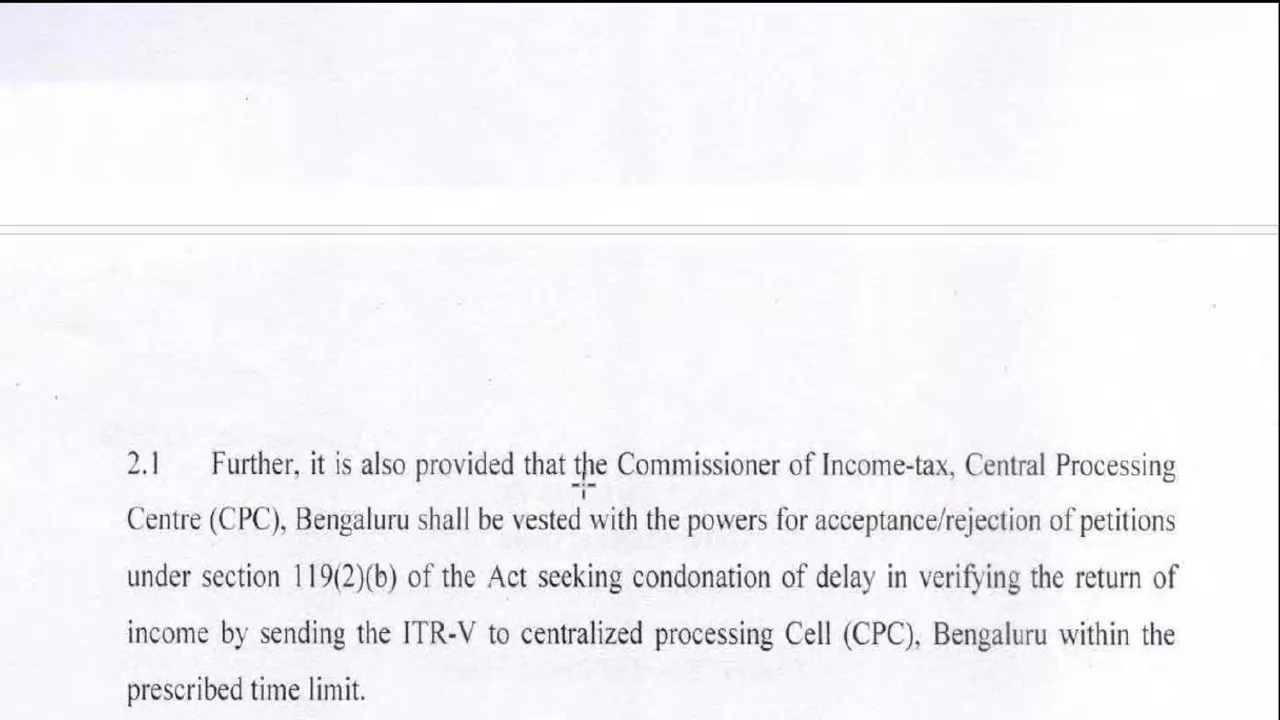 2.1 Further, it is also provided that the Commissioner of Income-tax, Central Processing
Centre (CPC), Bengaluru shall be vested with the powers for acceptance/rejection of petitions
under section 119(2)(b) of the Act seeking condonation of delay in verifying the return of
income by sending the ITR-V to centralized processing Cell (CPC), Bengaluru within the
prescribed time limit.